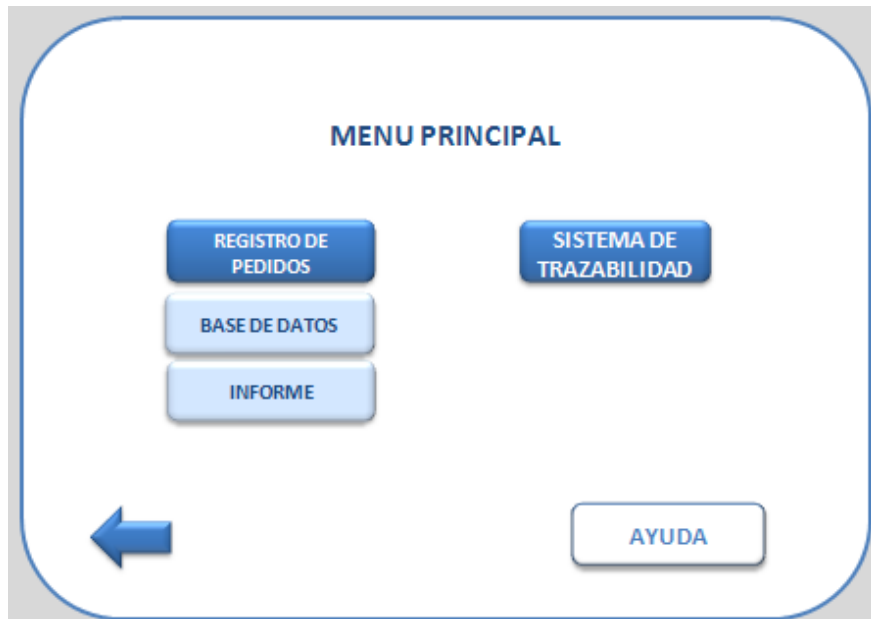 MENU PRINCIPAL
REGISTRO DE
PEDIDOS
SISTEMA DE
TRAZABILIDAD
BASE DE DATOS
INFORME
AYUDA